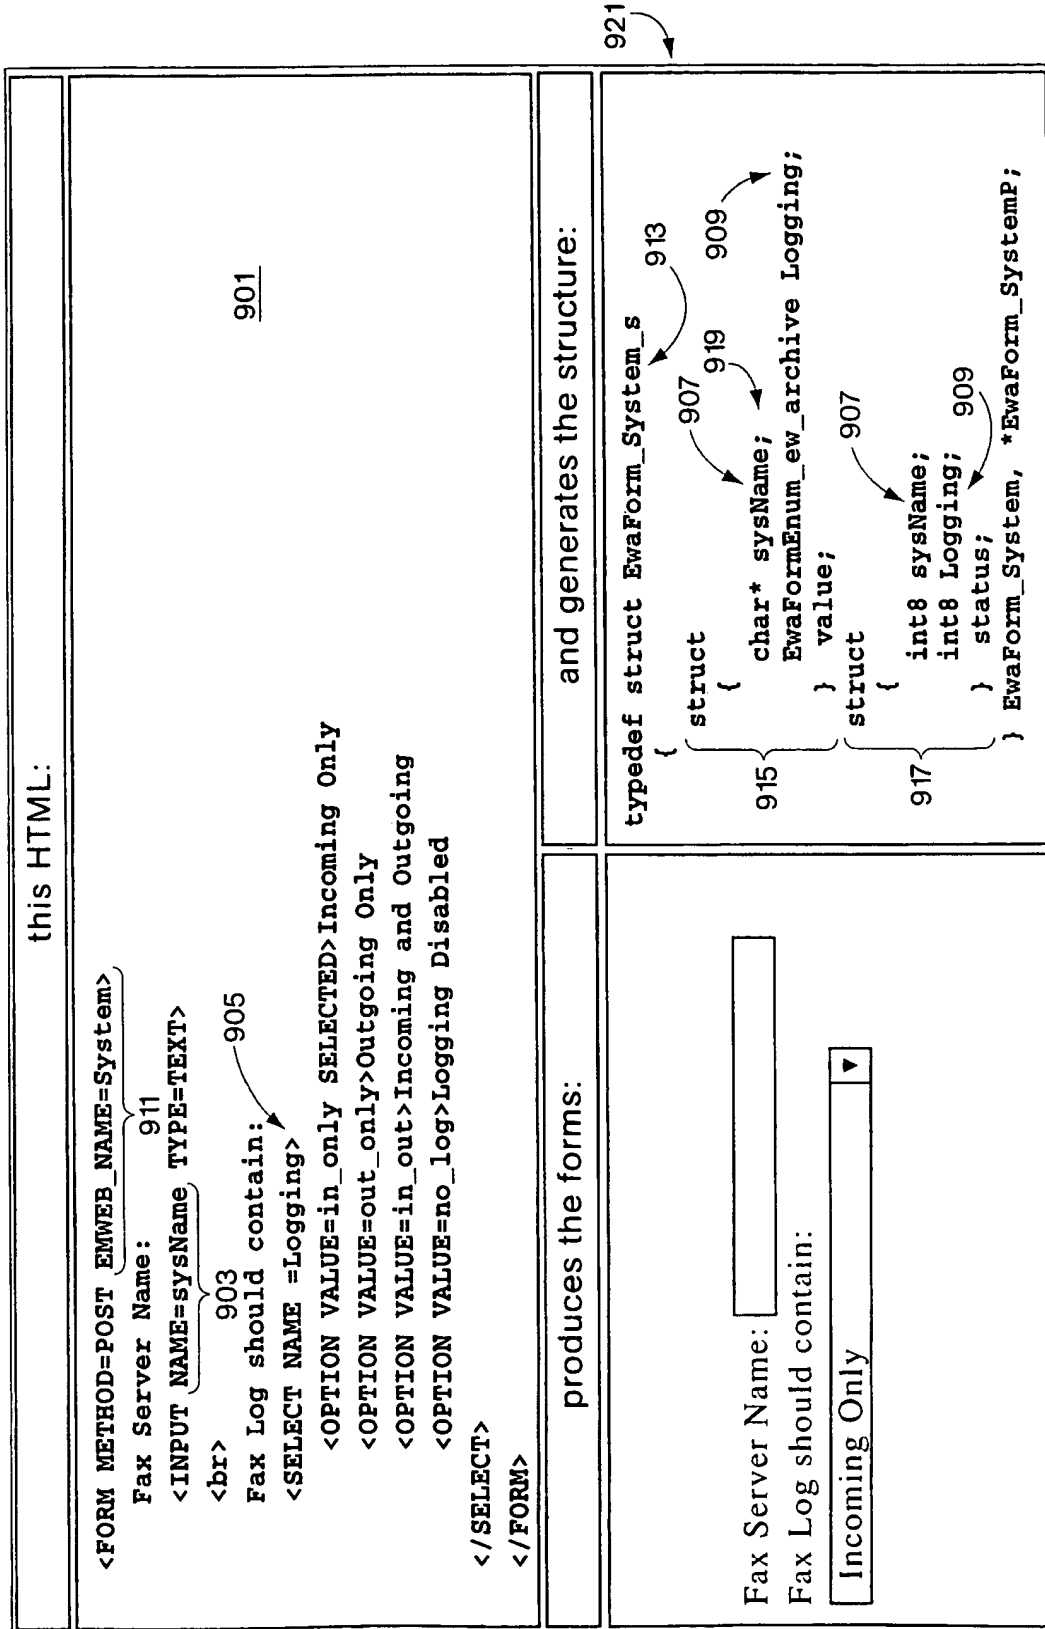 this HTML:
<FORM METHOD=POST EMWEB_NAME=System>
911
Fax Server Name:
<INPUT NAME=sysName TYPE=TEXT>
903
<br>
Fax Log should contain:
905
<SELECT NAME =Logging>
<OPTION VALUE=in_only SELECTED>Incoming Only
<OPTION VALUE=out_only>Outgoing Only
<OPTION VALUE=in_out>Incoming and Outgoing
<OPTION VALUE=no_log>Logging Disabled
</SELECT>
</FORM>
901
produces the forms:
Fax Server Name:
Fax Log should contain:
Incoming Only
and generates the structure:
921
typedef struct EwaForm_System_s
913
{
struct
907
919
909
{
char* sysName;
EwaFormEnum_ew_archive Logging;
} value;
915
struct
907
{
int8 sysName;
int8 Logging;
909
} status;
917
} EwaForm_System, *EwaForm_SystemP;